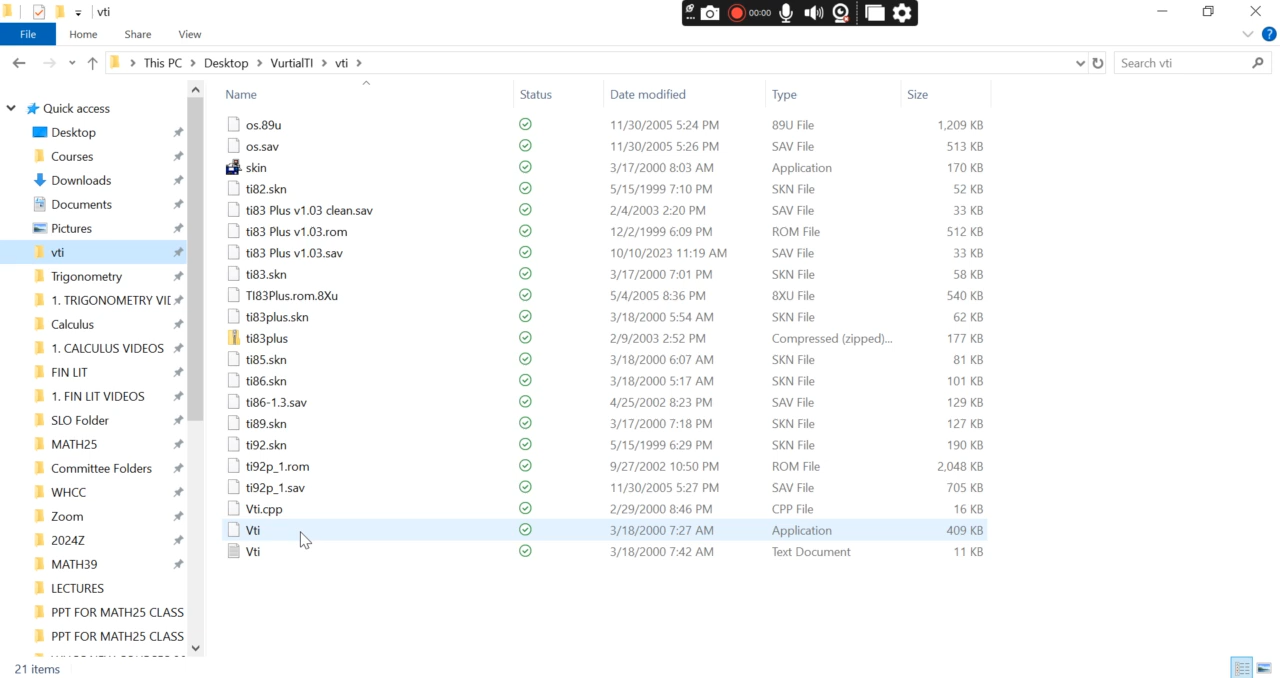 vti
00:00
File Home Share View
This PC Desktop VurtialTI vti
Search vti
Quick access
Desktop
Courses
Downloads
Documents
Pictures
vti
Trigonometry
1. TRIGONOMETRY VIE
Calculus
1. CALCULUS VIDEOS
FIN LIT
1. FIN LIT VIDEOS
SLO Folder
MATH25
Committee Folders
WHCC
Zoom
2024Z
MATH39
LECTURES
PPT FOR MATH25 CLASS
PPT FOR MATH25 CLASS
Name Status Date modified Type Size
os.89u 11/30/2005 5:24 PM 89U File 1,209 KB
os.sav 11/30/2005 5:26 PM SAV File 513 KB
skin 3/17/2000 8:03 AM Application 170 KB
ti82.skn 5/15/1999 7:10 PM SKN File 52 KB
ti83 Plus v1.03 clean.sav 2/4/2003 2:20 PM SAV File 33 KB
ti83 Plus v1.03.rom 12/2/1999 6:09 PM ROM File 512 KB
ti83 Plus v1.03.sav 10/10/2023 11:19 AM SAV File 33 KB
ti83.skn 3/17/2000 7:01 PM SKN File 58 KB
TI83Plus.rom.8Xu 5/4/2005 8:36 PM 8XU File 540 KB
ti83plus.skn 3/18/2000 5:54 AM SKN File 62 KB
ti83plus 2/9/2003 2:52 PM Compressed (zipped)... 177 KB
ti85.skn 3/18/2000 6:07 AM SKN File 81 KB
ti86.skn 3/18/2000 5:17 AM SKN File 101 KB
ti86-1.3.sav 4/25/2002 8:23 PM SAV File 129 KB
ti89.skn 3/17/2000 7:18 PM SKN File 127 KB
ti92.skn 5/15/1999 6:29 PM SKN File 190 KB
ti92p_1.rom 9/27/2002 10:50 PM ROM File 2,048 KB
ti92p_1.sav 11/30/2005 5:27 PM SAV File 705 KB
Vti.cpp 2/29/2000 8:46 PM CPP File 16 KB
Vti 3/18/2000 7:27 AM Application 409 KB
Vti 3/18/2000 7:42 AM Text Document 11 KB
21 items